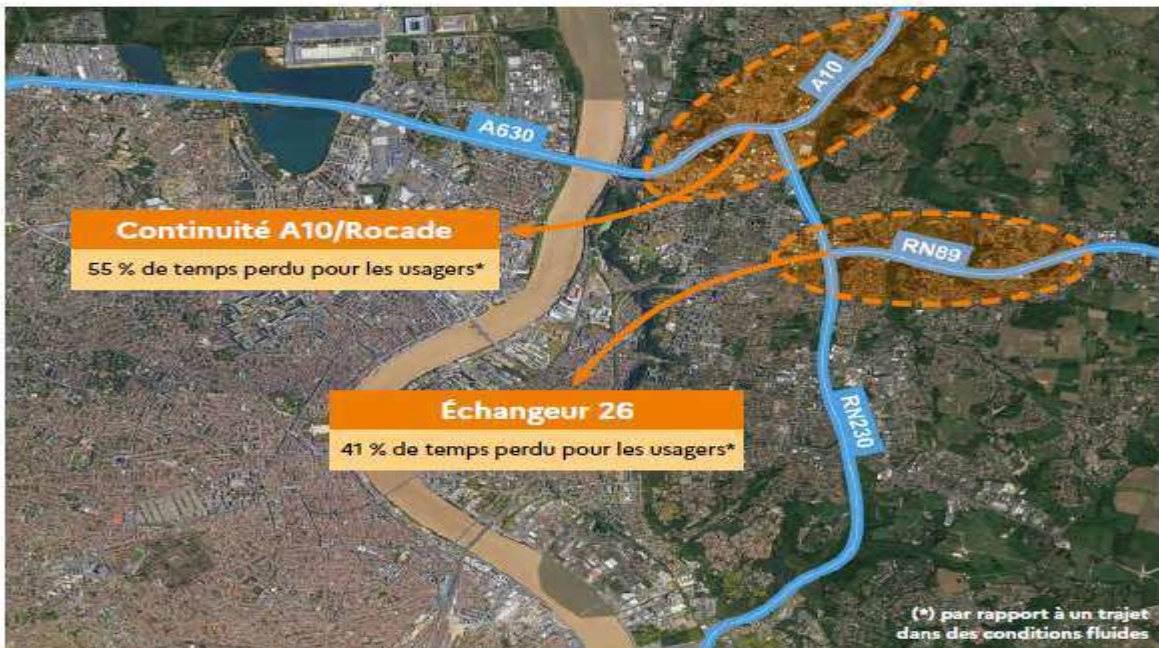 A10
A630
Continuité A10/Rocade
55 % de temps perdu pour les usagers*
RN89
Échangeur 26
41 % de temps perdu pour les usagers*
RN230
(*) par rapport à un trajet
dans des conditions fluides